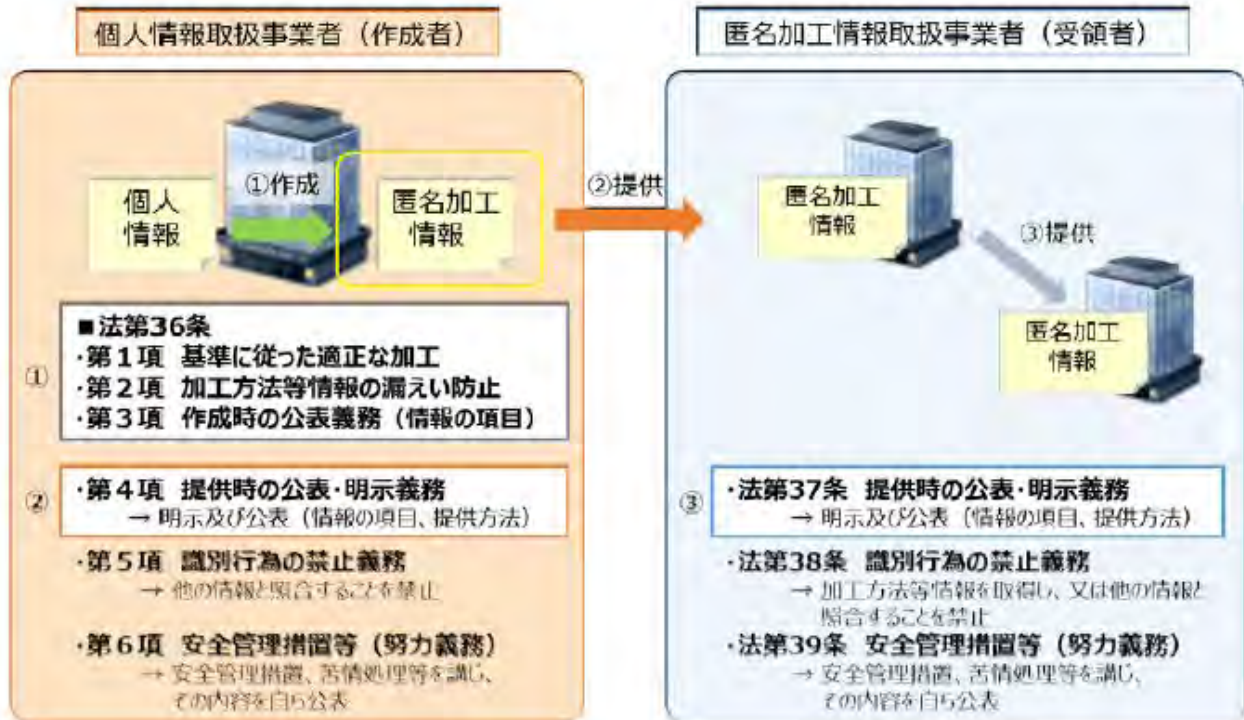 個人情報取扱事業者（作成者）
個人
情報
①作成
匿名加工
情報
②提供
①
■法第36条
・第１項 基準に従った適正な加工
・第２項 加工方法等情報の漏えい防止
・第３項 作成時の公表義務（情報の項目）
②
・第４項 提供時の公表・明示義務
→ 明示及び公表（情報の項目、提供方法）
・第５項 識別行為の禁止義務
→ 他の情報と照合することを禁止
・第６項 安全管理措置等（努力義務）
→ 安全管理措置、苦情処理等を講じ、
その内容を自ら公表
匿名加工情報取扱事業者（受領者）
匿名加工
情報
③提供
匿名加工
情報
③
・法第37条 提供時の公表・明示義務
→ 明示及び公表（情報の項目、提供方法）
・法第38条 識別行為の禁止義務
→ 加工方法等情報を取得し、又は他の情報と
照合することを禁止
・法第39条 安全管理措置等（努力義務）
→ 安全管理措置、苦情処理等を講じ、
その内容を自ら公表